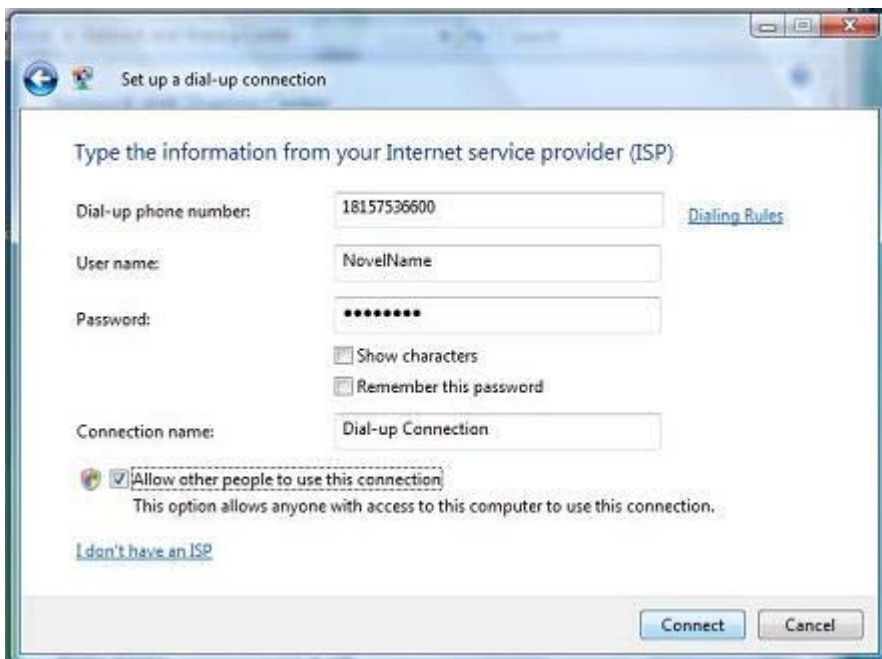 Set up a dial-up connection
Type the information from your Internet service provider (ISP)
Dial-up phone number: 18157536600 Dialing Rules
User name: NovelName
Password: ••••••••
Show characters
Remember this password
Connection name: Dial-up Connection
Allow other people to use this connection
This option allows anyone with access to this computer to use this connection.
I don't have an ISP
Connect Cancel